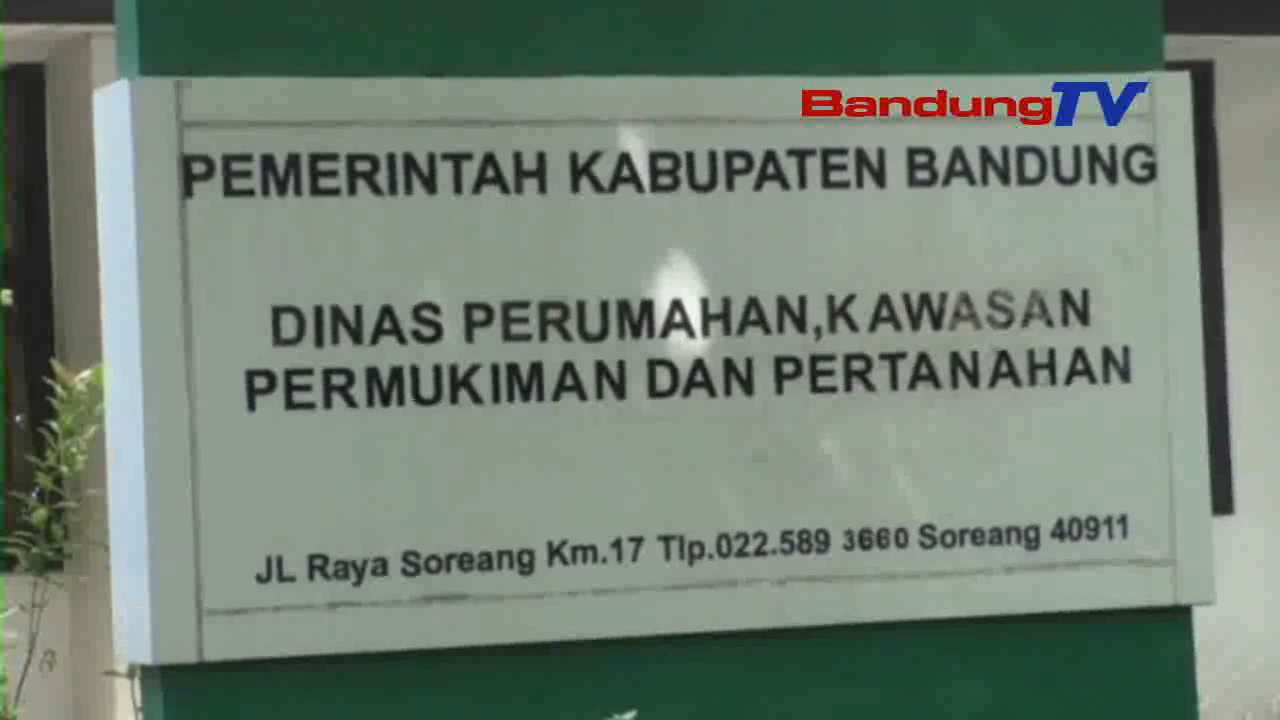 BandungTV
PEMERINTAH KABUPATEN BANDUNG
DINAS PERUMAHAN,KAWASAN
PERMUKIMAN DAN PERTANAHAN
JL Raya Soreang Km.17 Tlp.022.589 3660 Soreang 40911